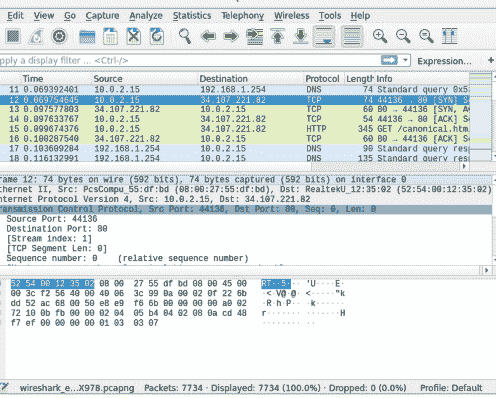 Edit View Go Capture Analyze Statistics Telephony Wireless Tools Help
pply a display filter ... <Ctrl-/> Expression...
Time Source Destination Protocol Length Info
11 0.069392401 10.0.2.15 192.168.1.254 DNS 74 Standard query 0x5
12 0.069754645 10.0.2.15 34.107.221.82 TCP 74 44136 → 80 [SYN] S
13 0.097577803 34.107.221.82 10.0.2.15 TCP 60 80 → 44136 [SYN, A
14 0.097633767 10.0.2.15 34.107.221.82 TCP 54 44136 → 80 [ACK] S
15 0.099674376 10.0.2.15 34.107.221.82 HTTP 345 GET /canonical.htm
16 0.100287549 34.107.221.82 10.0.2.15 TCP 60 80 → 44136 [ACK] S
17 0.103609284 192.168.1.254 10.0.2.15 DNS 90 Standard query res
18 0.116132991 192.168.1.254 10.0.2.15 DNS 135 Standard query res
rame 12: 74 bytes on wire (592 bits), 74 bytes captured (592 bits) on interface 0
thernet II, Src: PcsCompu_55:df:bd (08:00:27:55:df:bd), Dst: RealtekU_12:35:02 (52:54:00:12:35:02)
nternet Protocol Version 4, Src: 10.0.2.15, Dst: 34.107.221.82
ransmission Control Protocol, Src Port: 44136, Dst Port: 80, Seq: 0, Len: 0
Source Port: 44136
Destination Port: 80
[Stream index: 1]
[TCP Segment Len: 0]
Sequence number: 0 (relative sequence number)
52 54 00 12 35 02 08 00 27 55 df bd 08 00 45 00 RT··5··· 'U····E·
00 3c f2 56 40 00 40 06 3c 99 0a 00 02 0f 22 6b ·<·V@·@· <·····"k
dd 52 ac 68 00 50 e8 e9 f6 6b 00 00 00 00 a0 02 ·R·h·P·· ·k······
72 10 0b fb 00 00 02 04 05 b4 04 02 08 0a cd 48 r······· ·······H
f7 ef 00 00 00 00 01 03 03 07
wireshark_e...X978.pcapng Packets: 7734 · Displayed: 7734 (100.0%) · Dropped: 0 (0.0%) Profile: Default